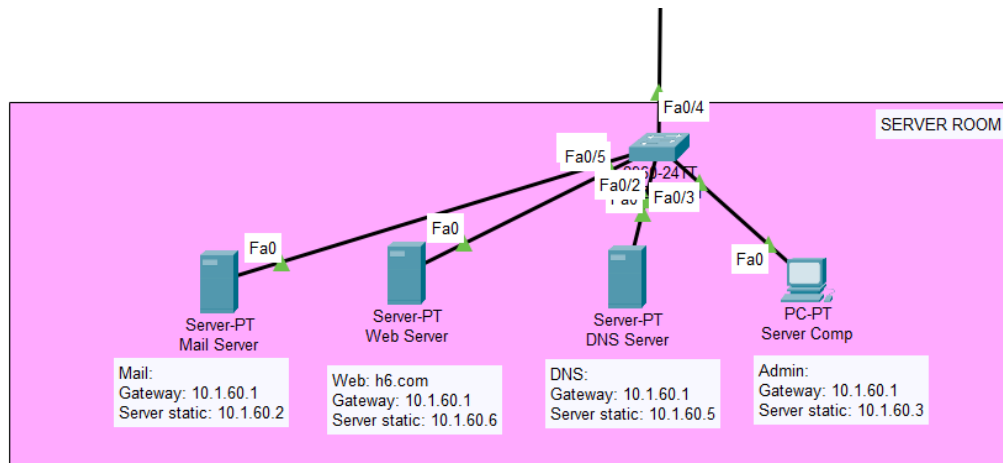 Fa0/4
SERVER ROOM
Fa0/5
Fa0/2
Fa0/3
Fa0
Fa0
Fa0
Server-PT
Mail Server
Server-PT
Web Server
Server-PT
DNS Server
PC-PT
Server Comp
Mail:
Gateway: 10.1.60.1
Server static: 10.1.60.2
Web: h6.com
Gateway: 10.1.60.1
Server static: 10.1.60.6
DNS:
Gateway: 10.1.60.1
Server static: 10.1.60.5
Admin:
Gateway: 10.1.60.1
Server static: 10.1.60.3